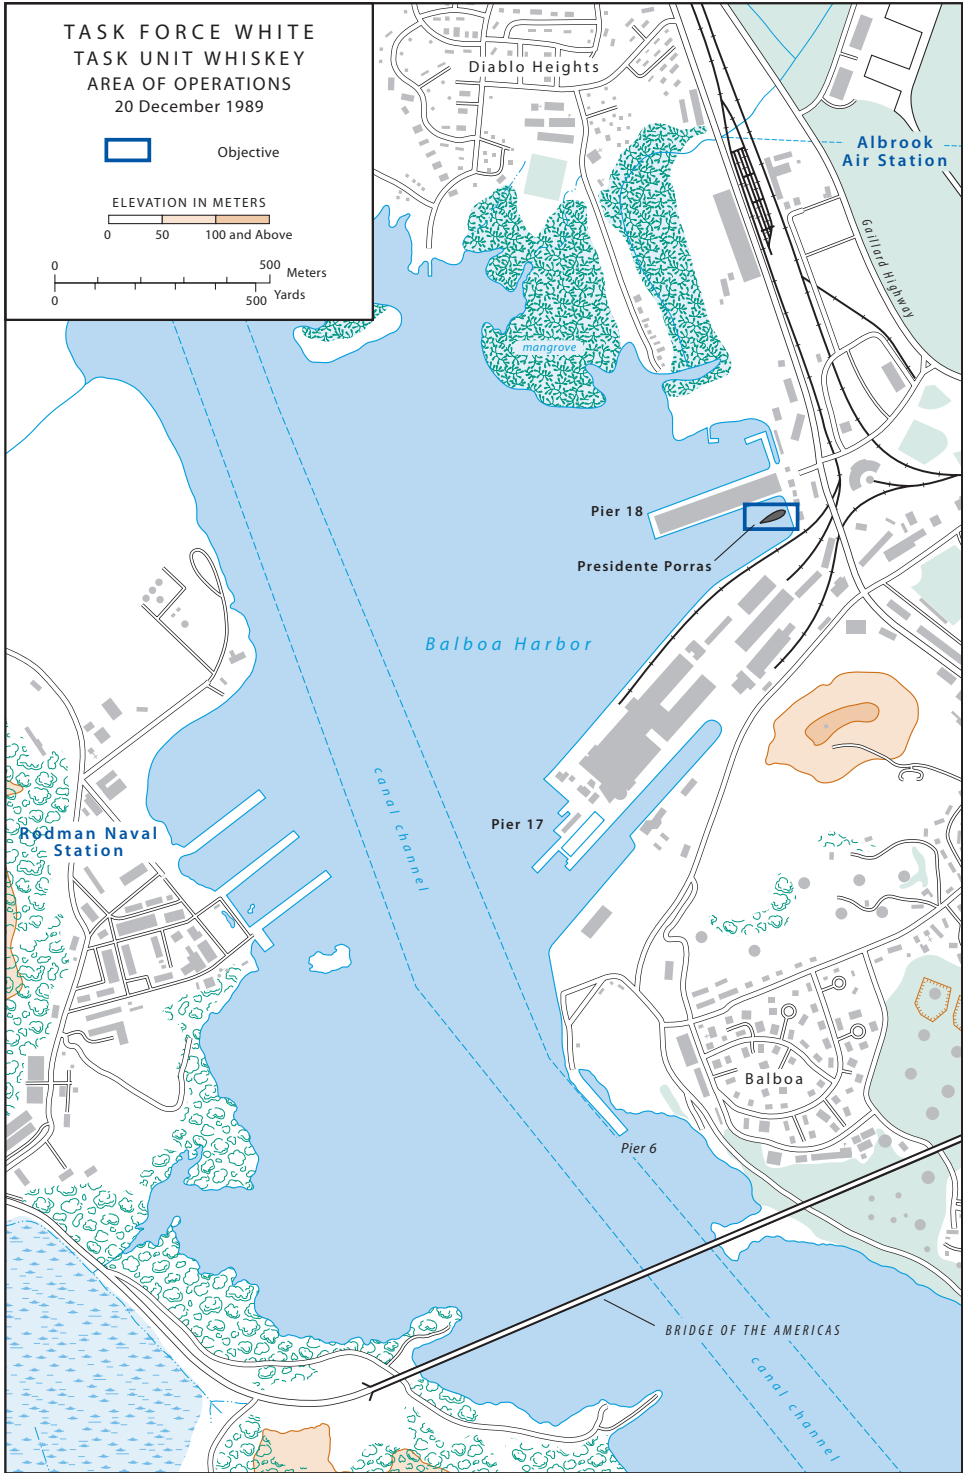 TASK FORCE WHITE
TASK UNIT WHISKEY
AREA OF OPERATIONS
20 December 1989
Objective
ELEVATION IN METERS
0 50 100 and Above
0 500 Meters
0 500 Yards
Diablo Heights
Albrook
Air Station
Gaillard Highway
mangrove
Pier 18
Presidente Porras
Balboa Harbor
canal channel
Pier 17
Rodman Naval
Station
Balboa
Pier 6
BRIDGE OF THE AMERICAS
canal channel